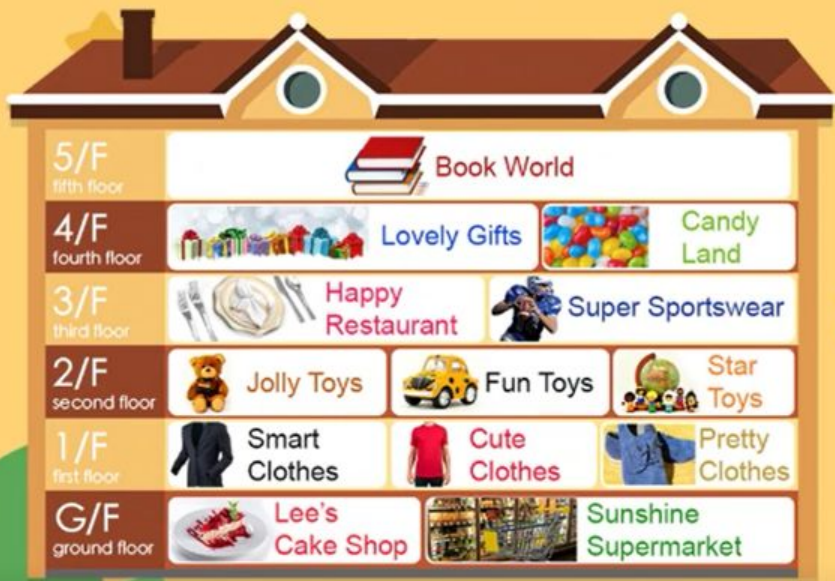 5/F
fifth floor
Book World
4/F
fourth floor
Lovely Gifts
Candy
Land
3/F
third floor
Happy
Restaurant
Super Sportswear
2/F
second floor
Jolly Toys
Fun Toys
Star
Toys
1/F
first floor
Smart
Clothes
Cute
Clothes
Pretty
Clothes
G/F
ground floor
Lee's
Cake Shop
Sunshine
Supermarket